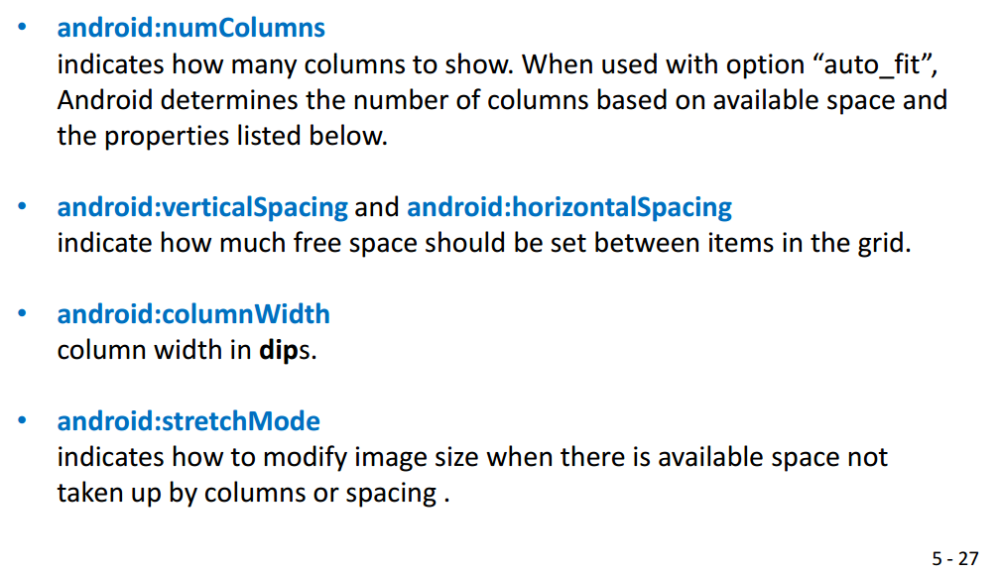 • android:numColumns
indicates how many columns to show. When used with option “auto_fit”,
Android determines the number of columns based on available space and
the properties listed below.
• android:verticalSpacing and android:horizontalSpacing
indicate how much free space should be set between items in the grid.
• android:columnWidth
column width in dips.
• android:stretchMode
indicates how to modify image size when there is available space not
taken up by columns or spacing .
5 - 27